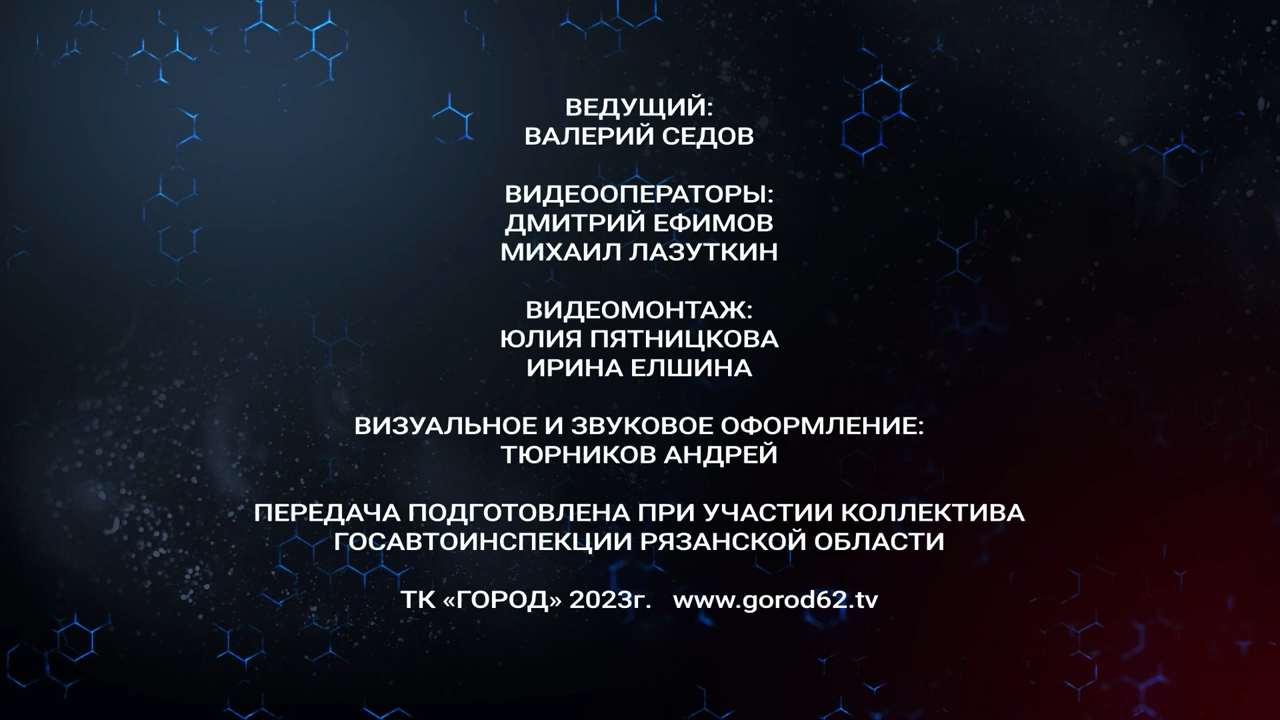 ВЕДУЩИЙ:
ВАЛЕРИЙ СЕДОВ
ВИДЕООПЕРАТОРЫ:
ДМИТРИЙ ЕФИМОВ
МИХАИЛ ЛАЗУТКИН
ВИДЕОМОНТАЖ:
ЮЛИЯ ПЯТНИЦКОВА
ИРИНА ЕЛШИНА
ВИЗУАЛЬНОЕ И ЗВУКОВОЕ ОФОРМЛЕНИЕ:
ТЮРНИКОВ АНДРЕЙ
ПЕРЕДАЧА ПОДГОТОВЛЕНА ПРИ УЧАСТИИ КОЛЛЕКТИВА
ГОСАВТОИНСПЕКЦИИ РЯЗАНСКОЙ ОБЛАСТИ
ТК «ГОРОД» 2023г. www.gorod62.tv